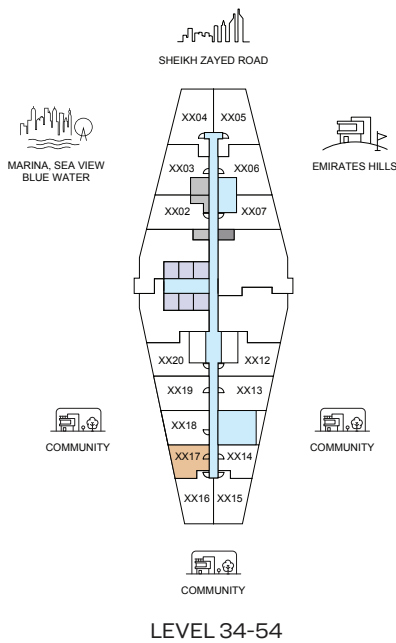 SHEIKH ZAYED ROAD
XX04 XX05
MARINA, SEA VIEW
BLUE WATER
XX03 XX06
EMIRATES HILLS
XX02 XX07
XX20 XX12
XX19 XX13
XX18
COMMUNITY
COMMUNITY
XX17 XX14
XX16 XX15
COMMUNITY
LEVEL 34-54